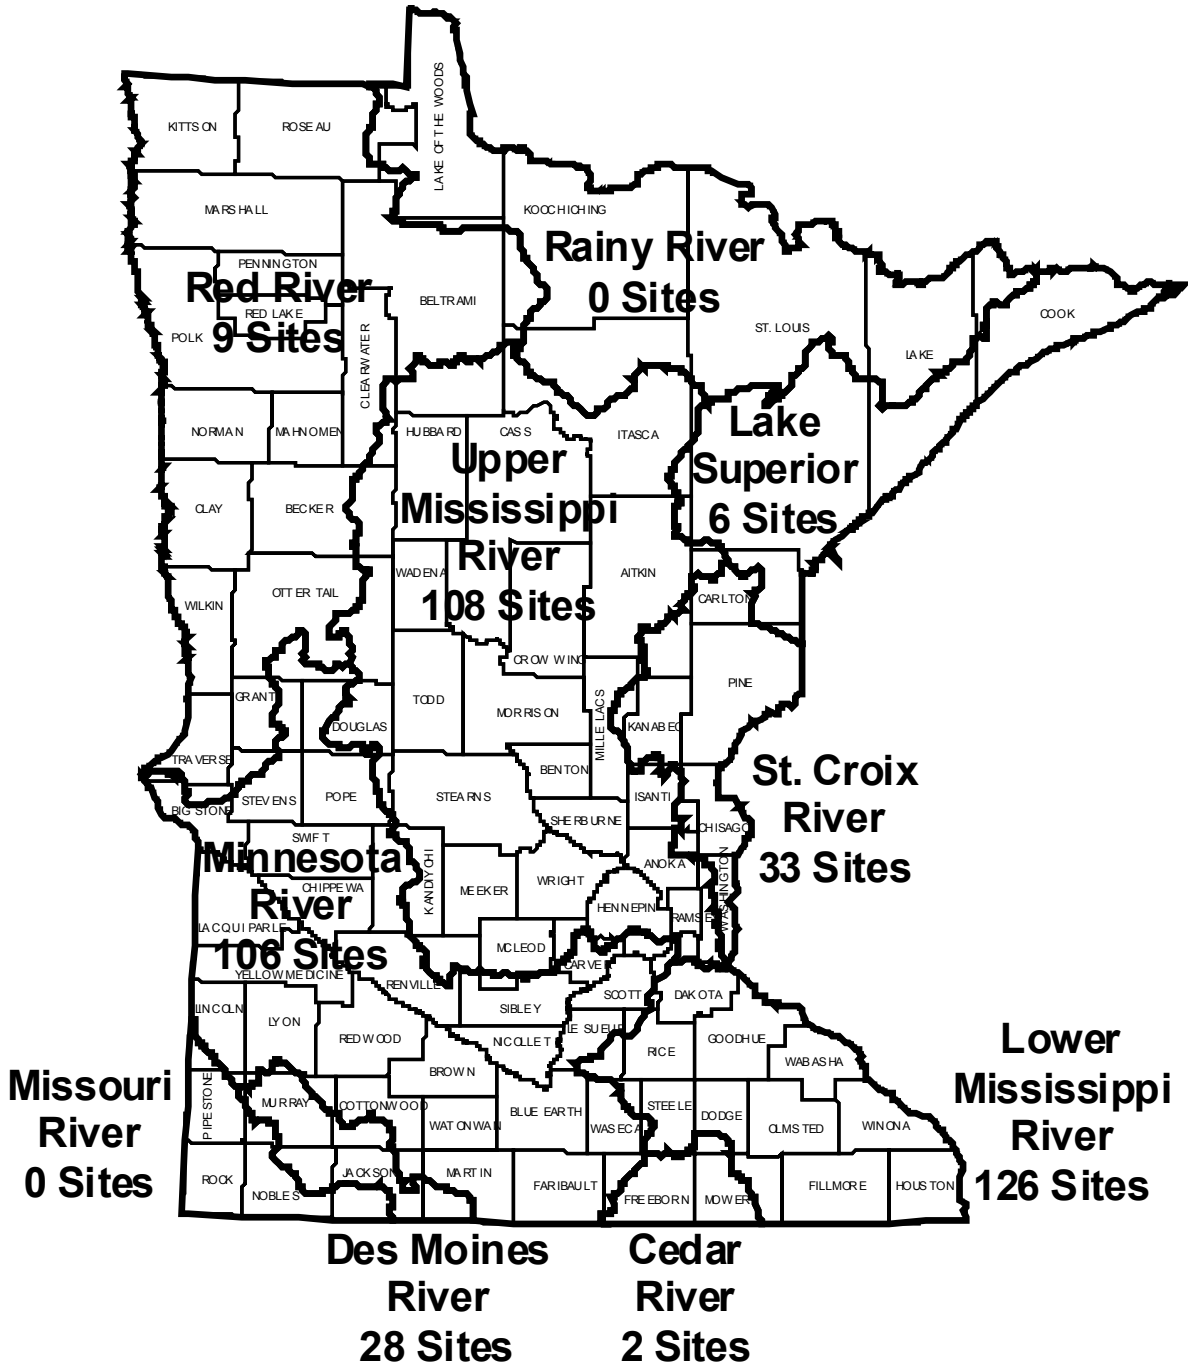 LAKE OF THE WOODS
KITTSON
ROSEAU
MARSHALL
KOOCHICHING
Rainy River
0 Sites
PENNINGTON
Red River
9 Sites
RED LAKE
BELTRAMI
POLK
CLEARWATER
ST. LOUIS
COOK
LAKE
NORMAN
MAHNOMEN
HUBBARD
CASS
ITASCA
Lake
Superior
6 Sites
Upper
Mississippi
River
108 Sites
CLAY
BECKER
WADENA
AITKIN
CARLTON
WILKIN
OTTER TAIL
CROW WING
PINE
GRANT
DOUGLAS
TODD
MORRISON
MILLE LACS
KANABEC
TRAVERSE
BENTON
St. Croix
River
33 Sites
BIG STONE
STEVENS
POPE
STEARNS
ISANTI
SHERBURNE
CHISAGO
SWIFT
Minnesota
River
106 Sites
CHIPPEWA
KANDIYOHI
MEEKER
WRIGHT
ANOKA
WASHINGTON
HENNEPIN
RAMSEY
LAC QUI PARLE
MCLEOD
CARVER
YELLOW MEDICINE
RENVILLE
SCOTT
DAKOTA
LINCOLN
LYON
SIBLEY
REDWOOD
NICOLLET
LE SUEUR
RICE
GOODHUE
WABASHA
Lower
Mississippi
River
126 Sites
Missouri
River
0 Sites
PIPESTONE
MURRAY
COTTONWOOD
BROWN
WATONWAN
BLUE EARTH
WASECA
STEELE
DODGE
OLMSTED
WINONA
ROCK
NOBLES
JACKSON
MARTIN
FARIBAULT
FREEBORN
MOWER
FILLMORE
HOUSTON
Des Moines
River
28 Sites
Cedar
River
2 Sites